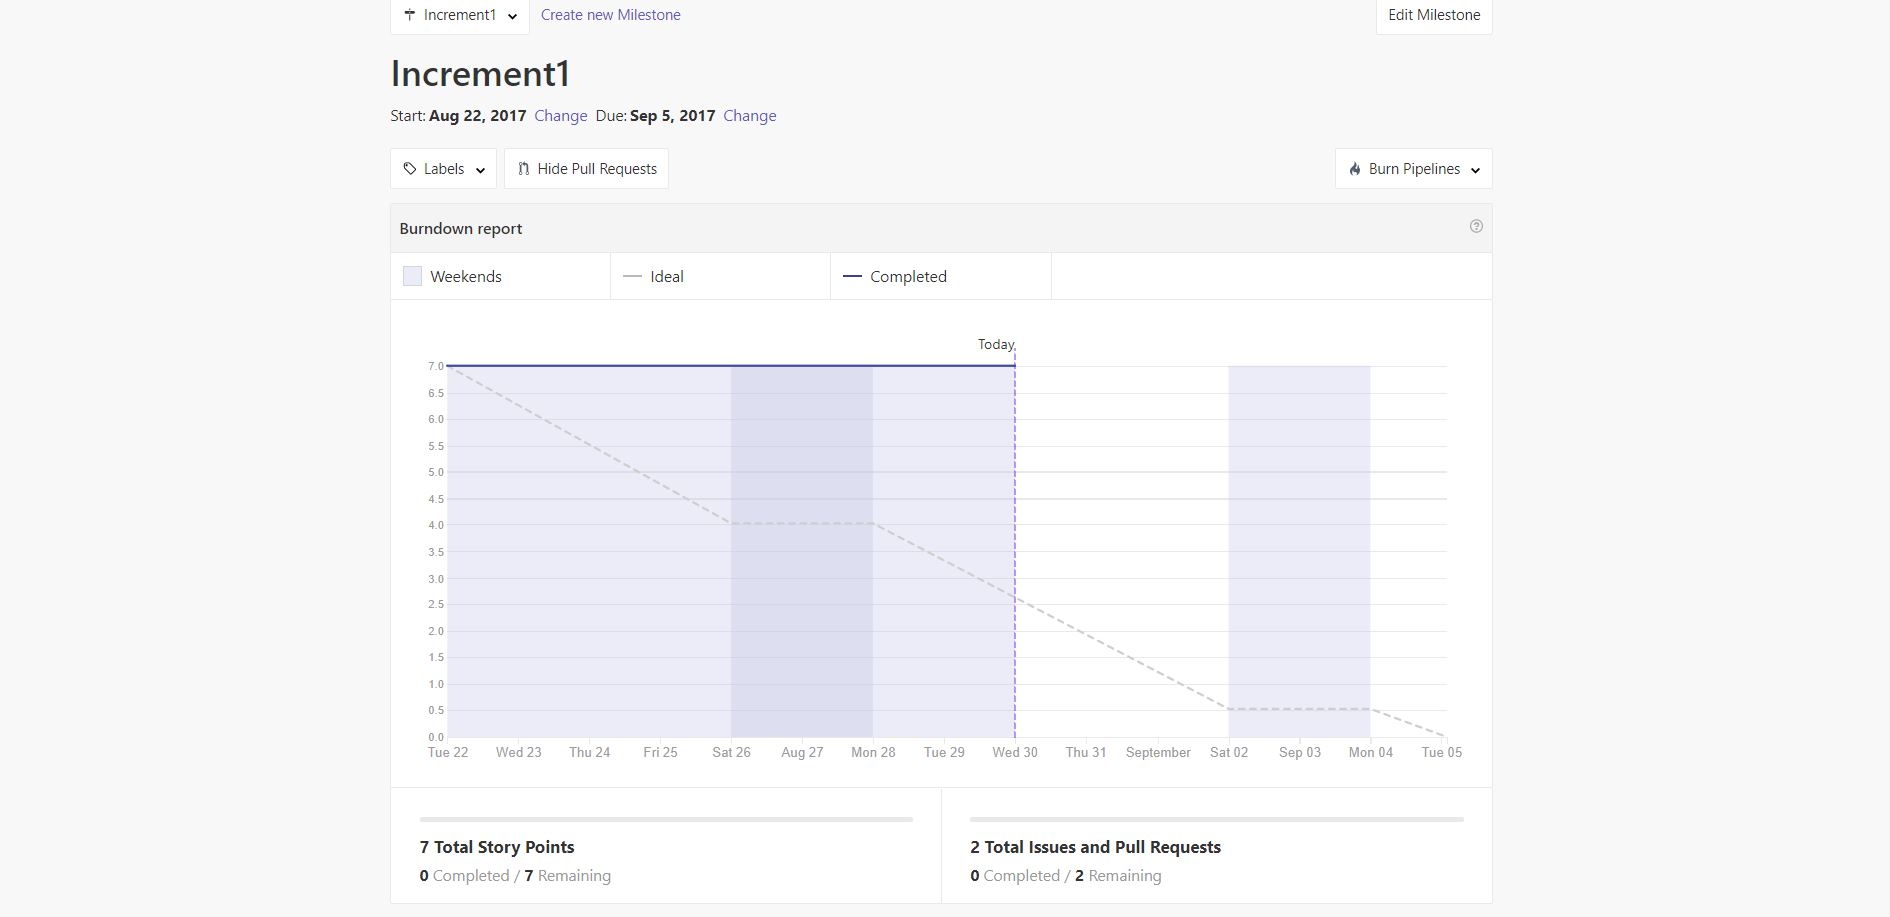 Increment1 Create new Milestone Edit Milestone
Increment1
Start: Aug 22, 2017 Change Due: Sep 5, 2017 Change
Labels Hide Pull Requests Burn Pipelines
Burndown report
Weekends Ideal Completed
Today
7.0
6.5
6.0
5.5
5.0
4.5
4.0
3.5
3.0
2.5
2.0
1.5
1.0
0.5
0.0
Tue 22 Wed 23 Thu 24 Fri 25 Sat 26 Aug 27 Mon 28 Tue 29 Wed 30 Thu 31 September Sat 02 Sep 03 Mon 04 Tue 05
7 Total Story Points
0 Completed / 7 Remaining
2 Total Issues and Pull Requests
0 Completed / 2 Remaining